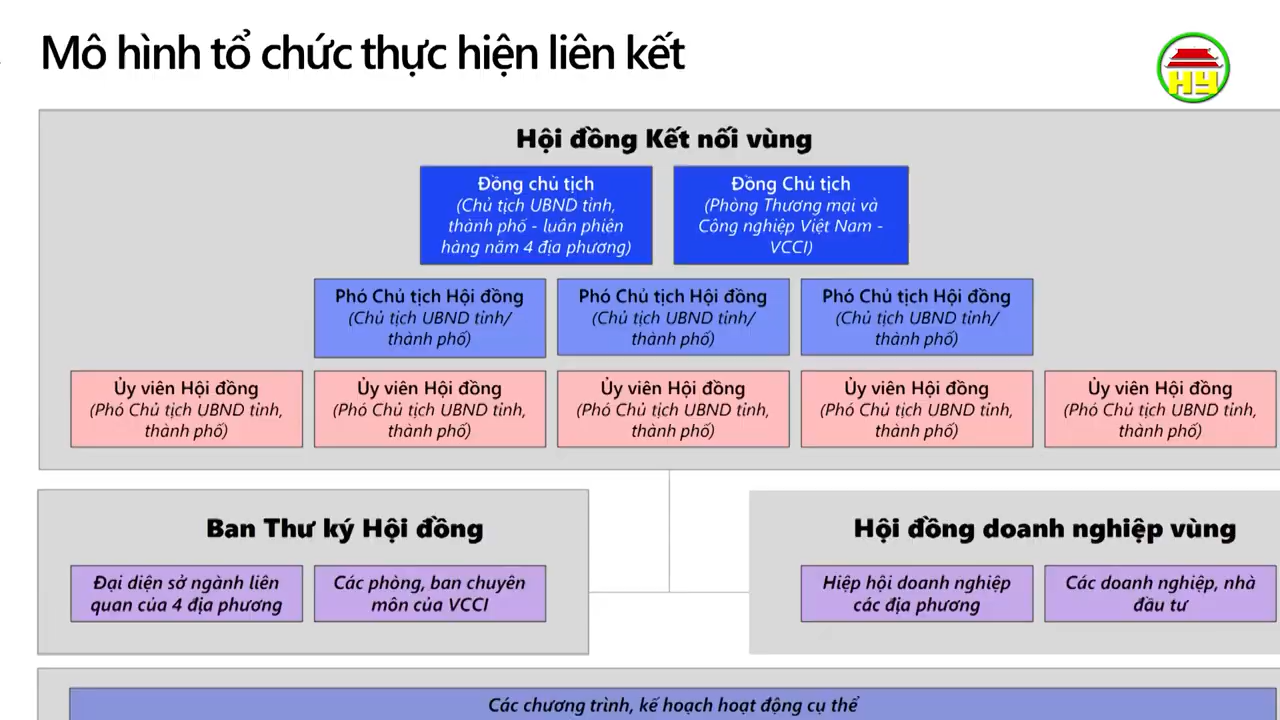 Mô hình tổ chức thực hiện liên kết
HY
Hội đồng Kết nối vùng
Đồng chủ tịch
(Chủ tịch UBND tỉnh,
thành phố - luân phiên
hàng năm 4 địa phương)
Đồng Chủ tịch
(Phòng Thương mại và
Công nghiệp Việt Nam -
VCCI)
Phó Chủ tịch Hội đồng
(Chủ tịch UBND tỉnh/
thành phố)
Phó Chủ tịch Hội đồng
(Chủ tịch UBND tỉnh/
thành phố)
Phó Chủ tịch Hội đồng
(Chủ tịch UBND tỉnh/
thành phố)
Ủy viên Hội đồng
(Phó Chủ tịch UBND tỉnh,
thành phố)
Ủy viên Hội đồng
(Phó Chủ tịch UBND tỉnh,
thành phố)
Ủy viên Hội đồng
(Phó Chủ tịch UBND tỉnh,
thành phố)
Ủy viên Hội đồng
(Phó Chủ tịch UBND tỉnh,
thành phố)
Ủy viên Hội đồng
(Phó Chủ tịch UBND tỉnh,
thành phố)
Ban Thư ký Hội đồng
Đại diện sở ngành liên
quan của 4 địa phương
Các phòng, ban chuyên
môn của VCCI
Hội đồng doanh nghiệp vùng
Hiệp hội doanh nghiệp
các địa phương
Các doanh nghiệp, nhà
đầu tư
Các chương trình, kế hoạch hoạt động cụ thể